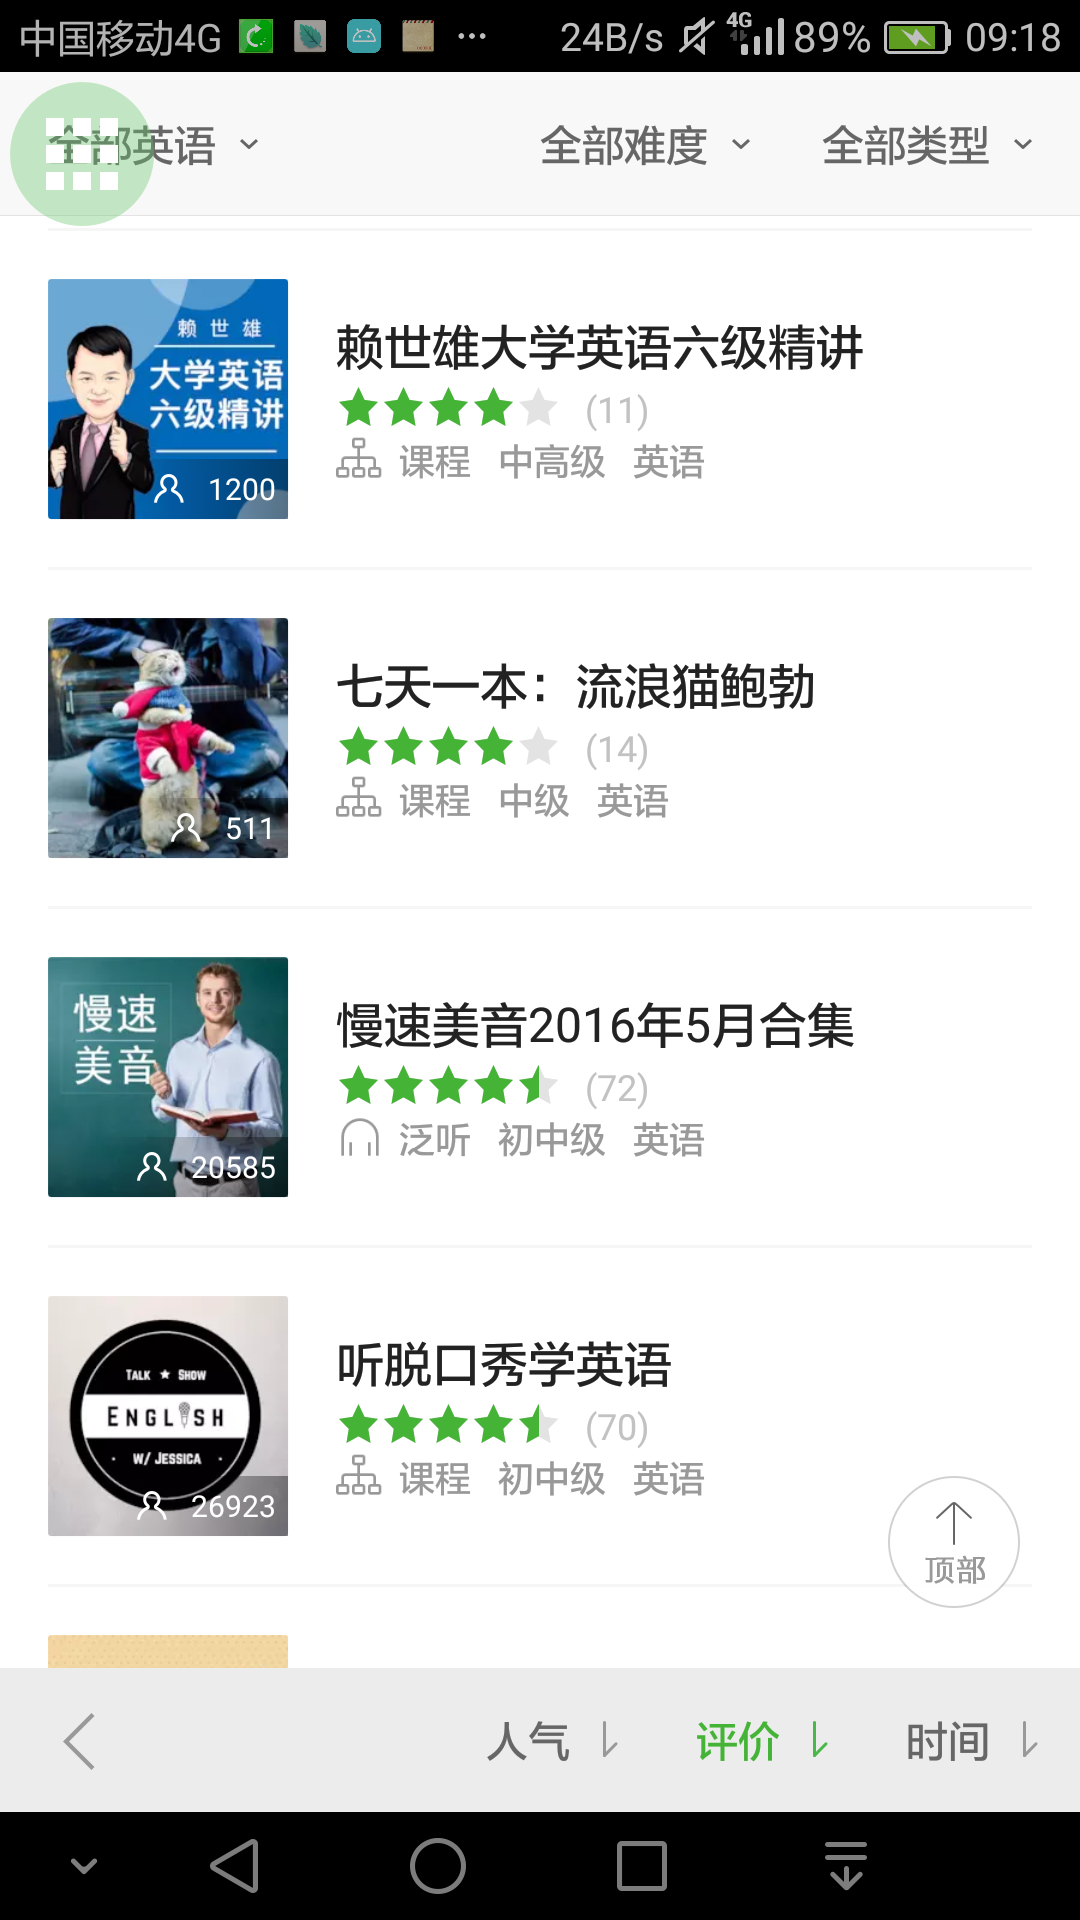 中国移动4G 24B/s 4G 89% 09:18
全部英语 全部难度 全部类型
赖世雄
大学英语
六级精讲
1200
赖世雄大学英语六级精讲
(11)
课程 中高级 英语
511
七天一本：流浪猫鲍勃
(14)
课程 中级 英语
慢速
美音
20585
慢速美音2016年5月合集
(72)
泛听 初中级 英语
TALK SHOW
ENGLISH
W/ JESSICA
26923
听脱口秀学英语
(70)
课程 初中级 英语
顶部
人气 评价 时间